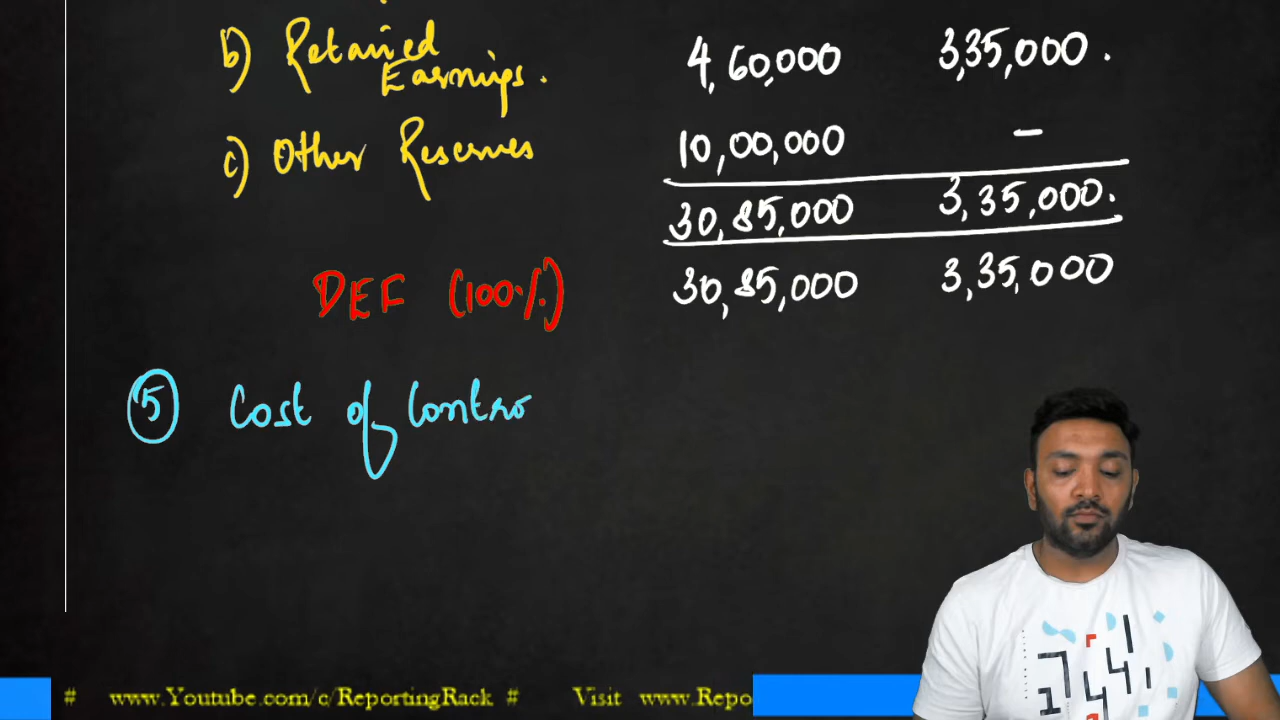 b) Retained Earnings. 4,60,000 3,35,000.
c) Other Reserves 10,00,000 —
30,85,000 3,35,000.
DEF (100%) 30,85,000 3,35,000
5 Cost of Contro
# www.Youtube.com/c/ReportingRack # Visit www.Repo